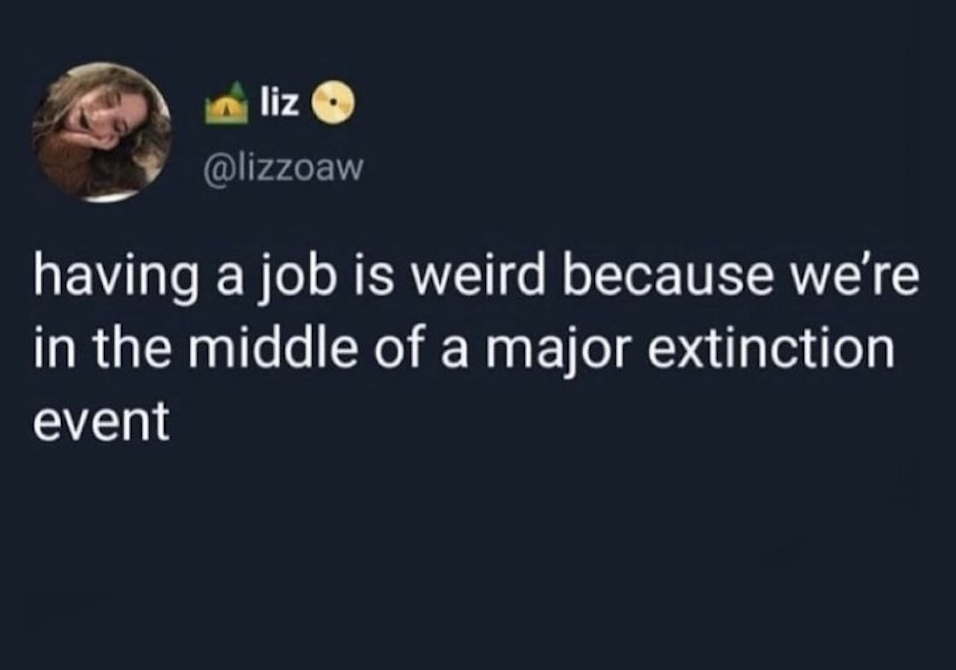 🏕️ liz 📀
@lizzoaw
having a job is weird because we’re
in the middle of a major extinction
event